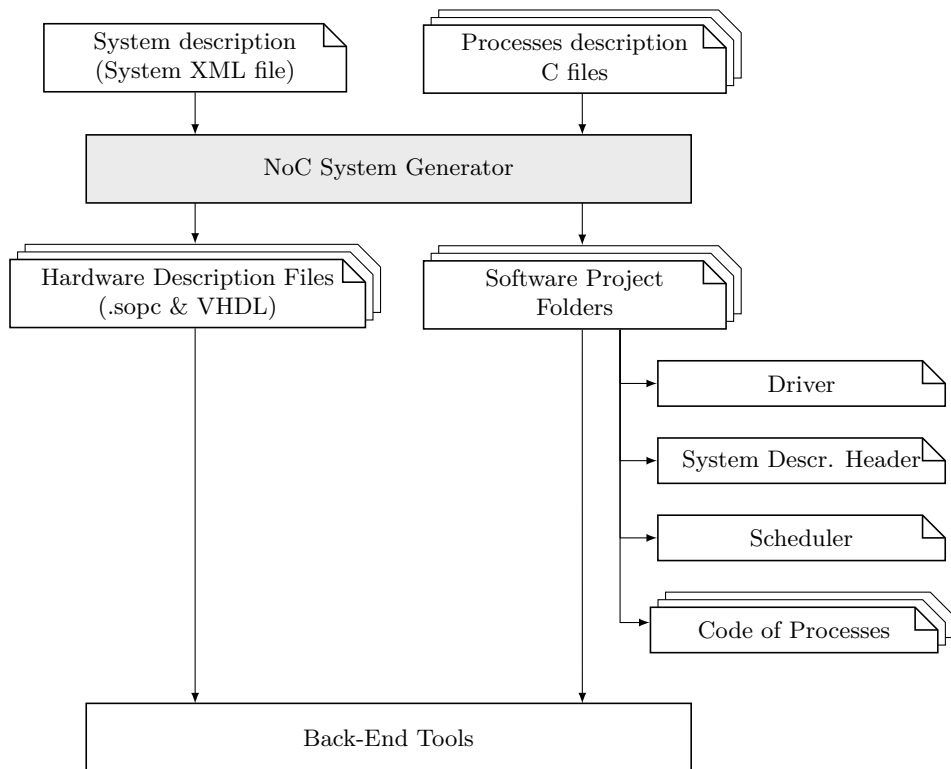 System description
(System XML file)
Processes description
C files
NoC System Generator
Hardware Description Files
(.sopc & VHDL)
Software Project
Folders
Driver
System Descr. Header
Scheduler
Code of Processes
Back-End Tools